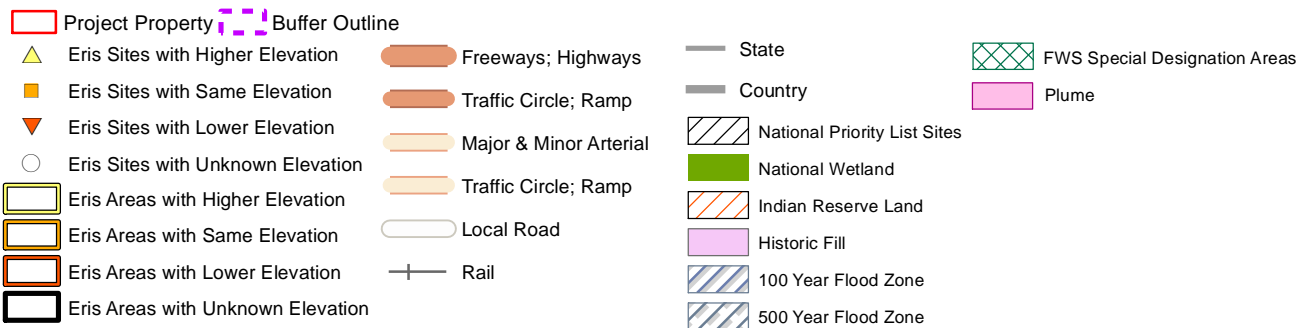 Project Property
Buffer Outline
Eris Sites with Higher Elevation
Eris Sites with Same Elevation
Eris Sites with Lower Elevation
Eris Sites with Unknown Elevation
Eris Areas with Higher Elevation
Eris Areas with Same Elevation
Eris Areas with Lower Elevation
Eris Areas with Unknown Elevation
Freeways; Highways
Traffic Circle; Ramp
Major & Minor Arterial
Traffic Circle; Ramp
Local Road
Rail
State
Country
National Priority List Sites
National Wetland
Indian Reserve Land
Historic Fill
100 Year Flood Zone
500 Year Flood Zone
FWS Special Designation Areas
Plume